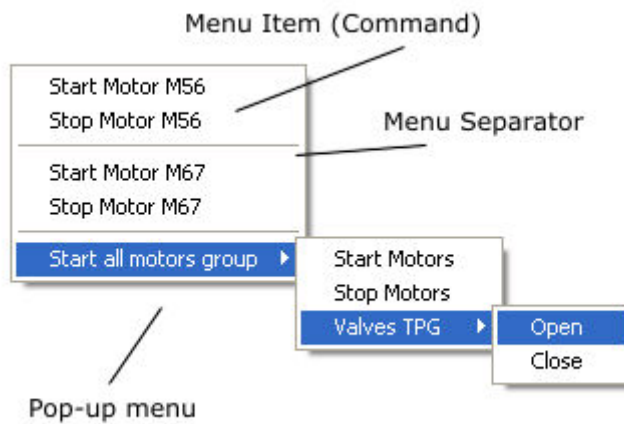 Menu Item (Command)
Start Motor M56
Stop Motor M56
Menu Separator
Start Motor M67
Stop Motor M67
Start all motors group
Start Motors
Stop Motors
Valves TPG
Open
Close
Pop-up menu